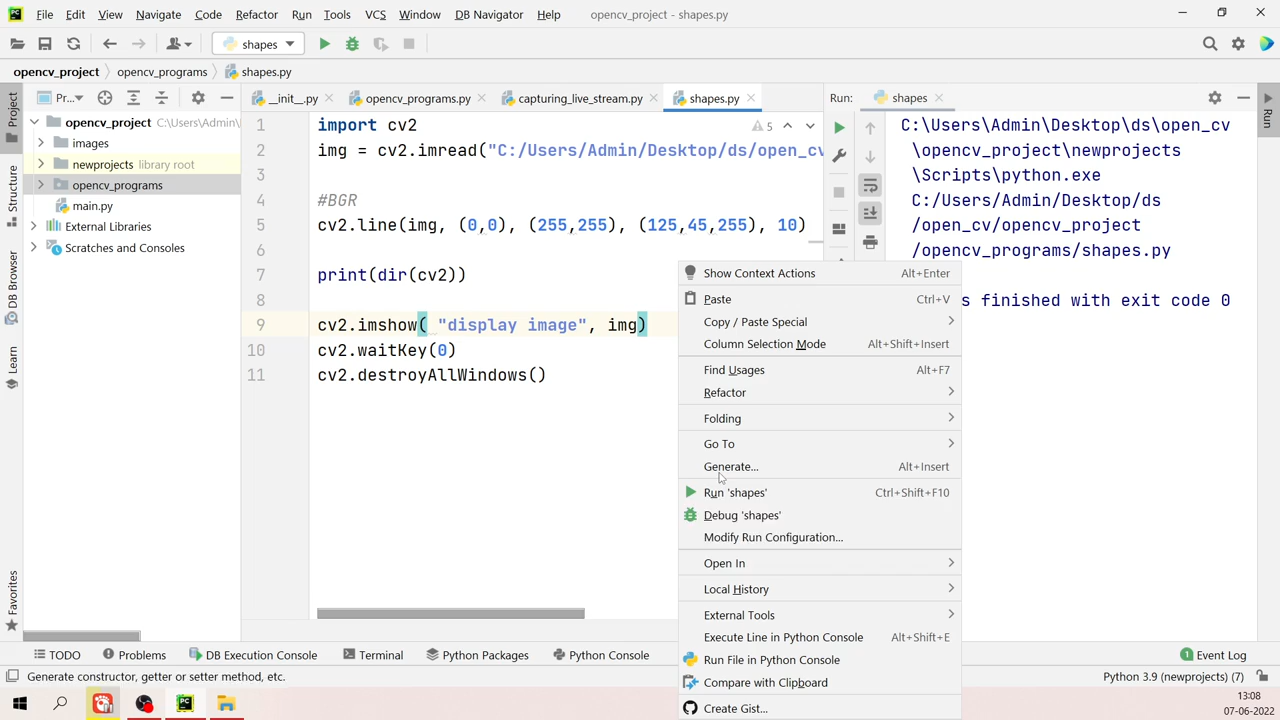 File Edit View Navigate Code Refactor Run Tools VCS Window DB Navigator Help opencv_project - shapes.py
shapes
opencv_project opencv_programs shapes.py
Pr... __init__.py opencv_programs.py capturing_live_stream.py shapes.py Run: shapes
Project
Structure
DB Browser
Learn
Favorites
Run
opencv_project C:\Users\Admin\
images
newprojects library root
opencv_programs
main.py
External Libraries
Scratches and Consoles
5
1 import cv2
2 img = cv2.imread("C:/Users/Admin/Desktop/ds/open_cv
3
4 #BGR
5 cv2.line(img, (0,0), (255,255), (125,45,255), 10)
6
7 print(dir(cv2))
8
9 cv2.imshow( "display image", img)
10 cv2.waitKey(0)
11 cv2.destroyAllWindows()
C:\Users\Admin\Desktop\ds\open_cv
\opencv_project\newprojects
\Scripts\python.exe
C:/Users/Admin/Desktop/ds
/open_cv/opencv_project
/opencv_programs/shapes.py
s finished with exit code 0
Show Context Actions Alt+Enter
Paste Ctrl+V
Copy / Paste Special
Column Selection Mode Alt+Shift+Insert
Find Usages Alt+F7
Refactor
Folding
Go To
Generate... Alt+Insert
Run 'shapes' Ctrl+Shift+F10
Debug 'shapes'
Modify Run Configuration...
Open In
Local History
External Tools
Execute Line in Python Console Alt+Shift+E
Run File in Python Console
Compare with Clipboard
Create Gist...
TODO Problems DB Execution Console Terminal Python Packages Python Console 1 Event Log
Generate constructor, getter or setter method, etc. Python 3.9 (newprojects) (7)
13:08
07-06-2022